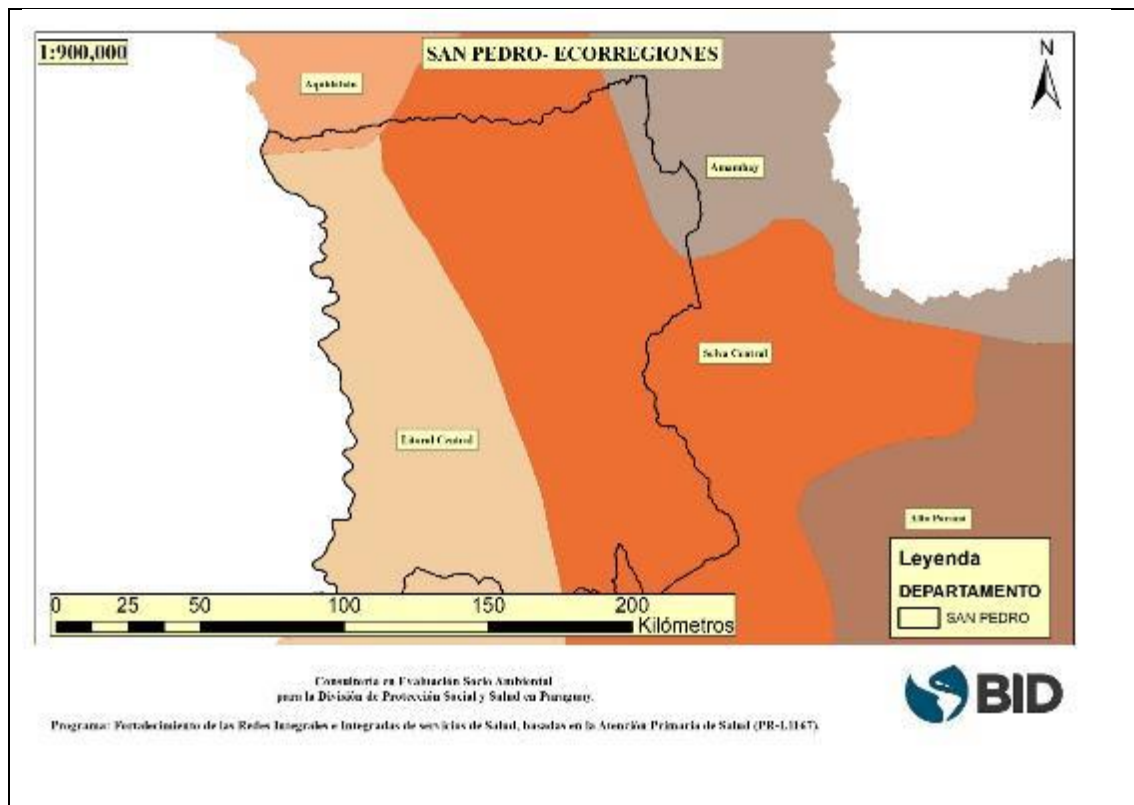 1:900,000
SAN PEDRO- ECORREGIONES
N
Aquidabán
Amambay
Selva Central
Litoral Central
Alto Paraná
Leyenda
DEPARTAMENTO
SAN PEDRO
0 25 50 100 150 200
Kilómetros
Consultoría en Evaluación Socio Ambiental
para la División de Protección Social y Salud en Paraguay.
BID
Programa: Fortalecimiento de las Redes Integrales e Integradas de servicios de Salud, basadas en la Atención Primaria de Salud (PR-L1167).